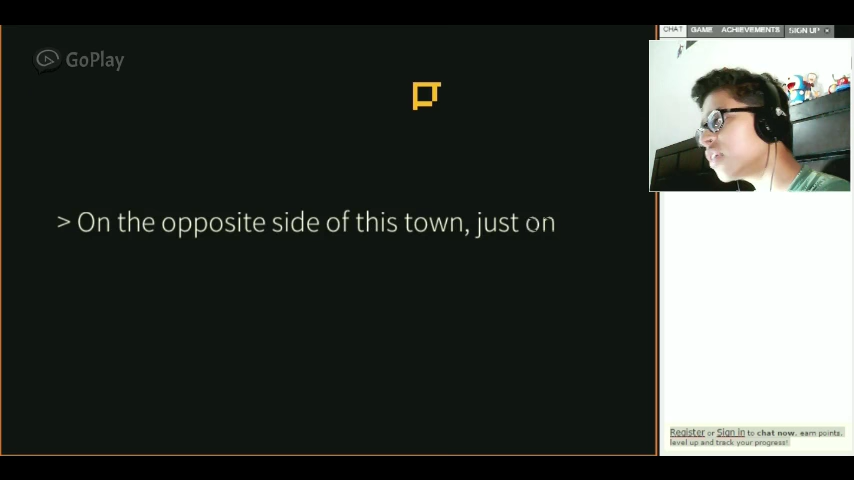 CHAT GAME ACHIEVEMENTS SIGN UP
GoPlay
> On the opposite side of this town, just on
Register or Sign in to chat now, earn points,
level up and track your progress!